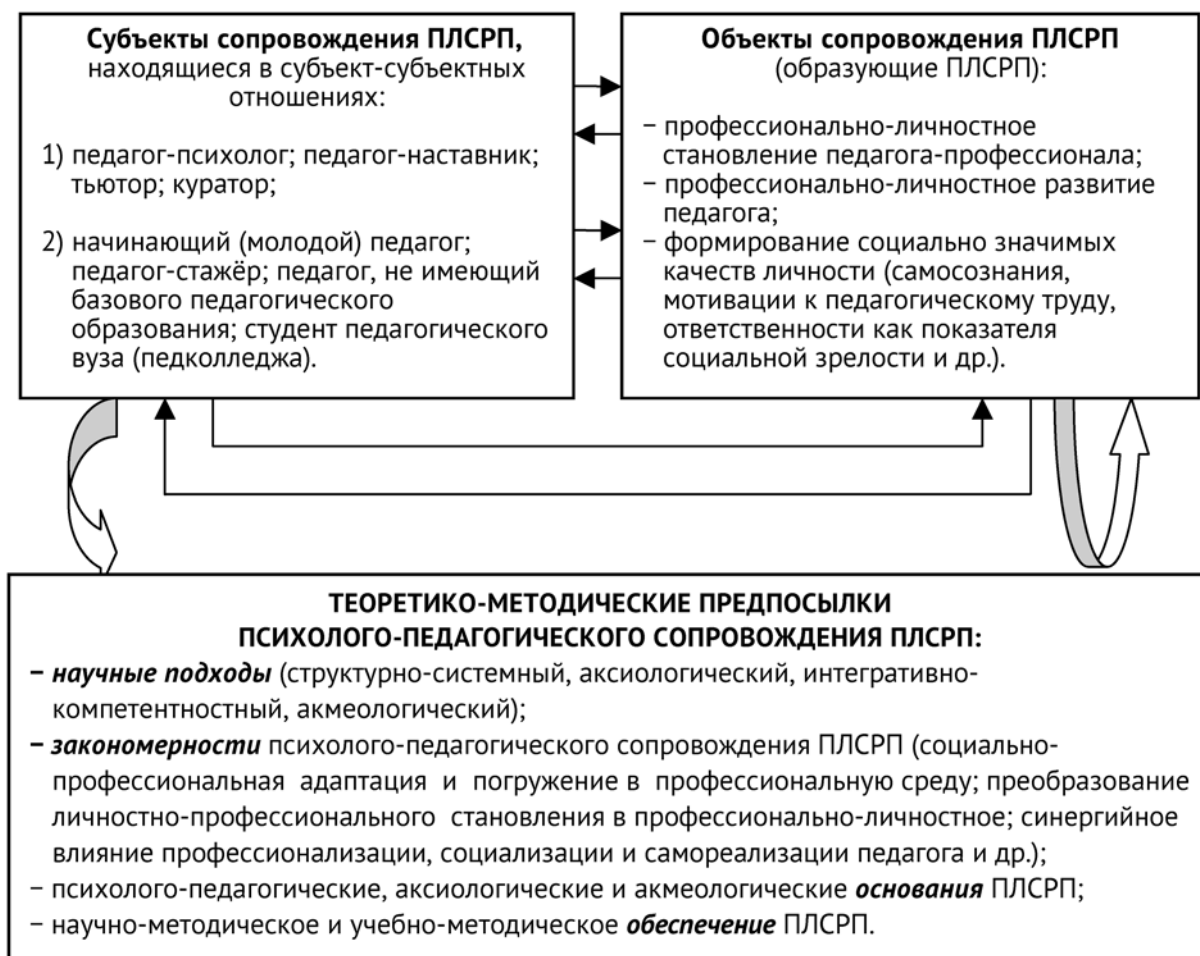 Субъекты сопровождения ПЛСРП,
находящиеся в субъект-субъектных
отношениях:
1) педагог-психолог; педагог-наставник;
тьютор; куратор;
2) начинающий (молодой) педагог;
педагог-стажёр; педагог, не имеющий
базового педагогического
образования; студент педагогического
вуза (педколледжа).
Объекты сопровождения ПЛСРП
(образующие ПЛСРП):
– профессионально-личностное
становление педагога-профессионала;
– профессионально-личностное развитие
педагога;
– формирование социально значимых
качеств личности (самосознания,
мотивации к педагогическому труду,
ответственности как показателя
социальной зрелости и др.).
ТЕОРЕТИКО-МЕТОДИЧЕСКИЕ ПРЕДПОСЫЛКИ
ПСИХОЛОГО-ПЕДАГОГИЧЕСКОГО СОПРОВОЖДЕНИЯ ПЛСРП:
– научные подходы (структурно-системный, аксиологический, интегративно-
компетентностный, акмеологический);
– закономерности психолого-педагогического сопровождения ПЛСРП (социально-
профессиональная адаптация и погружение в профессиональную среду; преобразование
личностно-профессионального становления в профессионально-личностное; синергийное
влияние профессионализации, социализации и самореализации педагога и др.);
– психолого-педагогические, аксиологические и акмеологические основания ПЛСРП;
– научно-методическое и учебно-методическое обеспечение ПЛСРП.